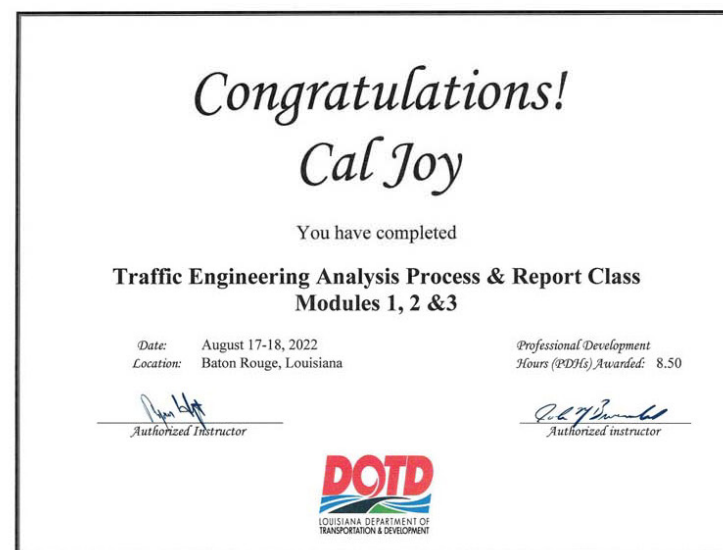 Congratulations!
Cal Joy
You have completed
Traffic Engineering Analysis Process & Report Class
Modules 1, 2 &3
Date: August 17-18, 2022
Location: Baton Rouge, Louisiana
Professional Development
Hours (PDHs) Awarded: 8.50
Authorized Instructor
Authorized instructor
DOTD
LOUISIANA DEPARTMENT OF
TRANSPORTATION & DEVELOPMENT